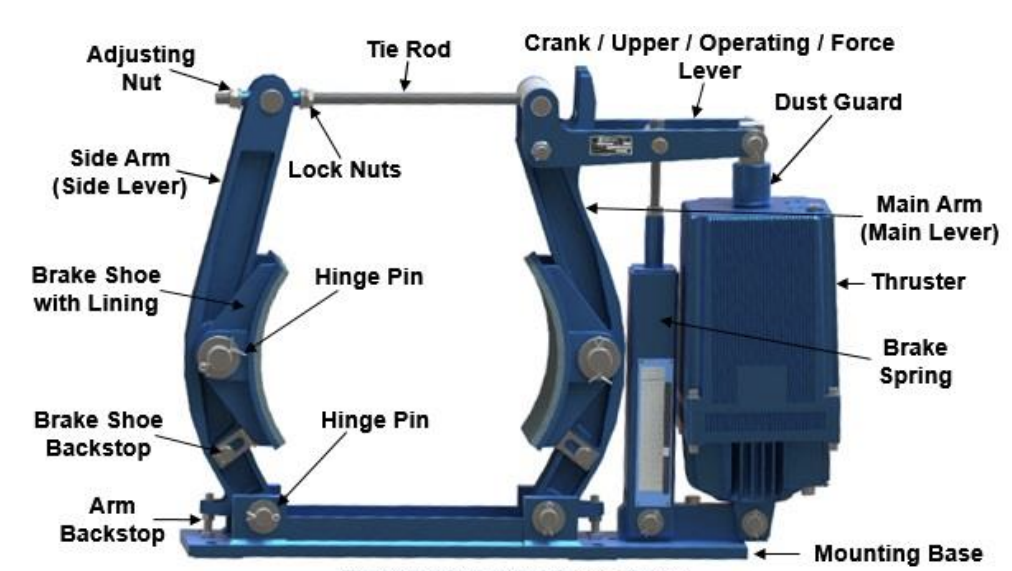 Adjusting
Nut
Tie Rod
Crank / Upper / Operating / Force
Lever
Dust Guard
Side Arm
(Side Lever)
Lock Nuts
Main Arm
(Main Lever)
Brake Shoe
with Lining
Hinge Pin
Thruster
Brake
Spring
Brake Shoe
Backstop
Hinge Pin
Arm
Backstop
Mounting Base